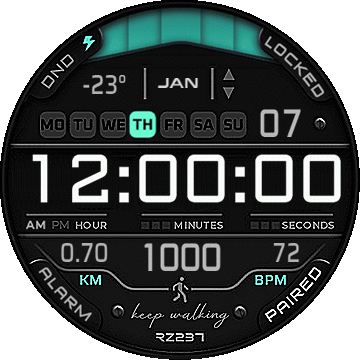 DND LOCKED
-23° JAN
MO TU WE TH FR SA SU 07
12:00:00
AM PM HOUR MINUTES SECONDS
0.70 1000 72
KM BPM
ALARM PAIRED
keep walking
RZ237